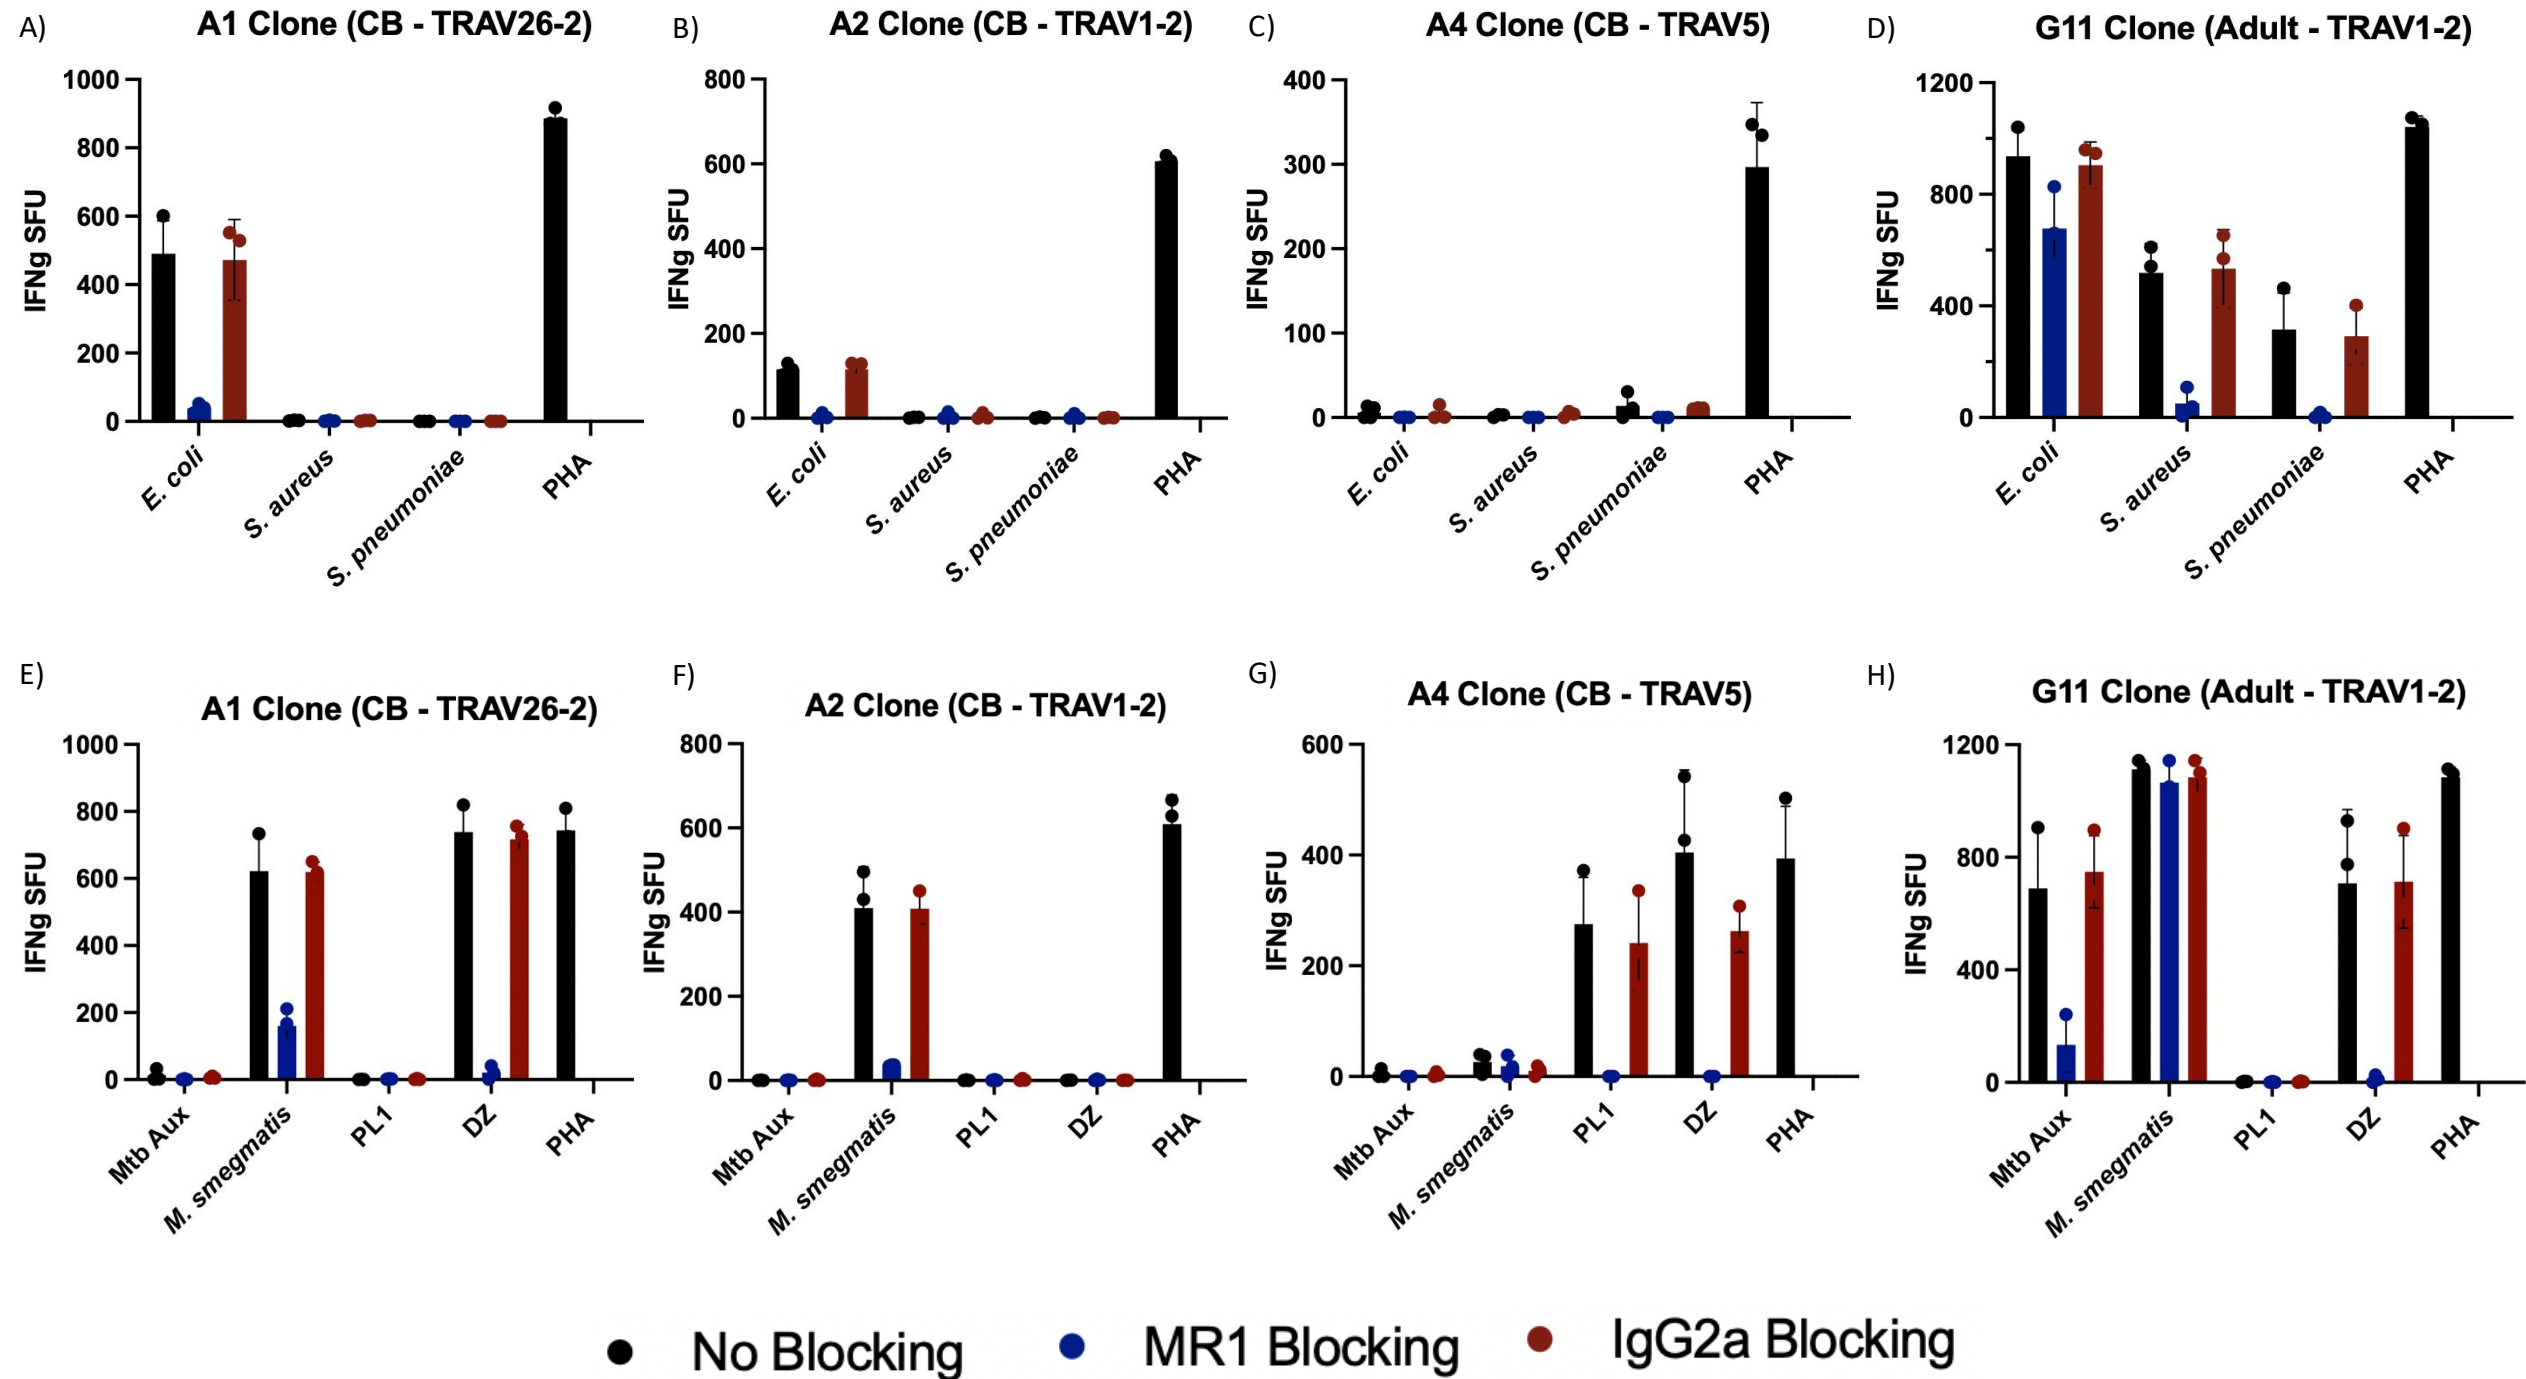 A)
A1 Clone (CB - TRAV26-2)
1000
800
600
400
200
0
IFNg SFU
E. coli
S. aureus
S. pneumoniae
PHA
B)
A2 Clone (CB - TRAV1-2)
800
600
400
200
0
IFNg SFU
E. coli
S. aureus
S. pneumoniae
PHA
C)
A4 Clone (CB - TRAV5)
400
300
200
100
0
IFNg SFU
E. coli
S. aureus
S. pneumoniae
PHA
D)
G11 Clone (Adult - TRAV1-2)
1200
800
400
0
IFNg SFU
E. coli
S. aureus
S. pneumoniae
PHA
E)
A1 Clone (CB - TRAV26-2)
1000
800
600
400
200
0
IFNg SFU
Mtb Aux
M. smegmatis
PL1
DZ
PHA
F)
A2 Clone (CB - TRAV1-2)
800
600
400
200
0
IFNg SFU
Mtb Aux
M. smegmatis
PL1
DZ
PHA
G)
A4 Clone (CB - TRAV5)
600
400
200
0
IFNg SFU
Mtb Aux
M. smegmatis
PL1
DZ
PHA
H)
G11 Clone (Adult - TRAV1-2)
1200
800
400
0
IFNg SFU
Mtb Aux
M. smegmatis
PL1
DZ
PHA
No Blocking
MR1 Blocking
IgG2a Blocking